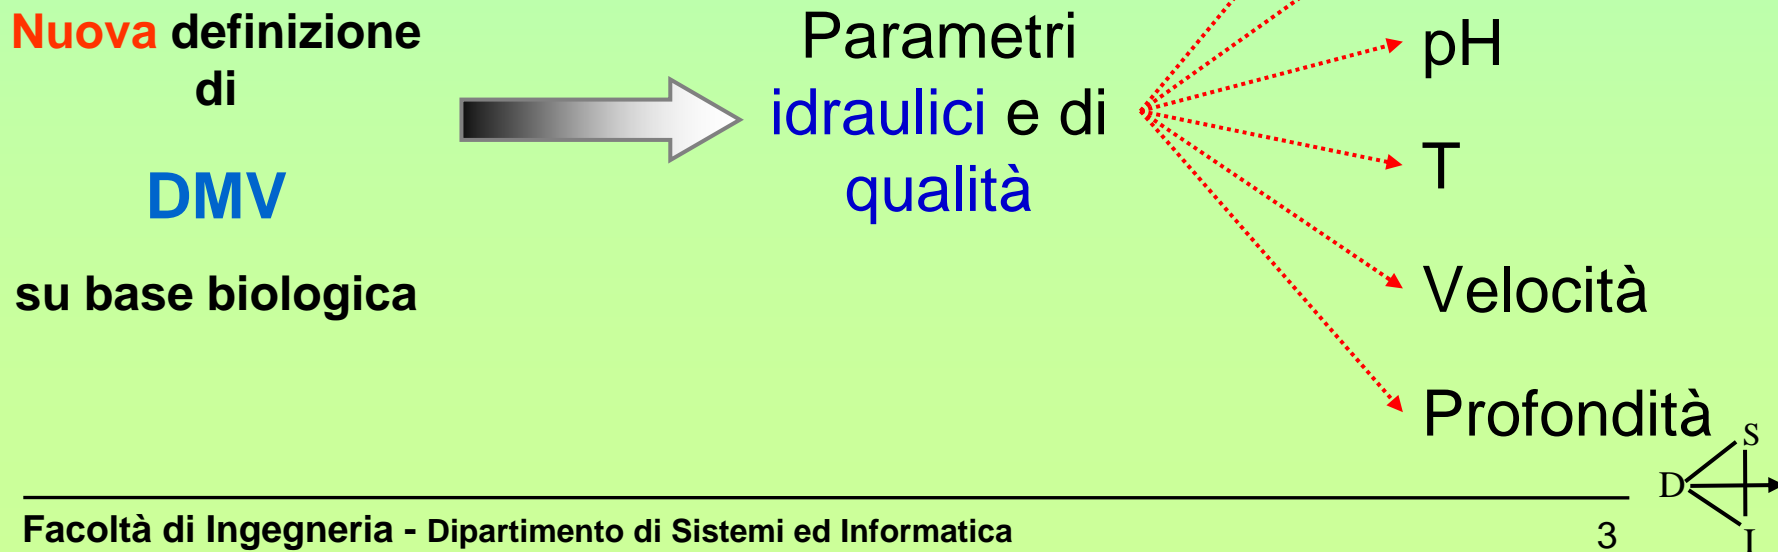 Nuova definizione
di
DMV
su base biologica
Parametri
idraulici e di
qualità
pH
T
Velocità
Profondità
Facoltà di Ingegneria - Dipartimento di Sistemi ed Informatica
3
S
D
I